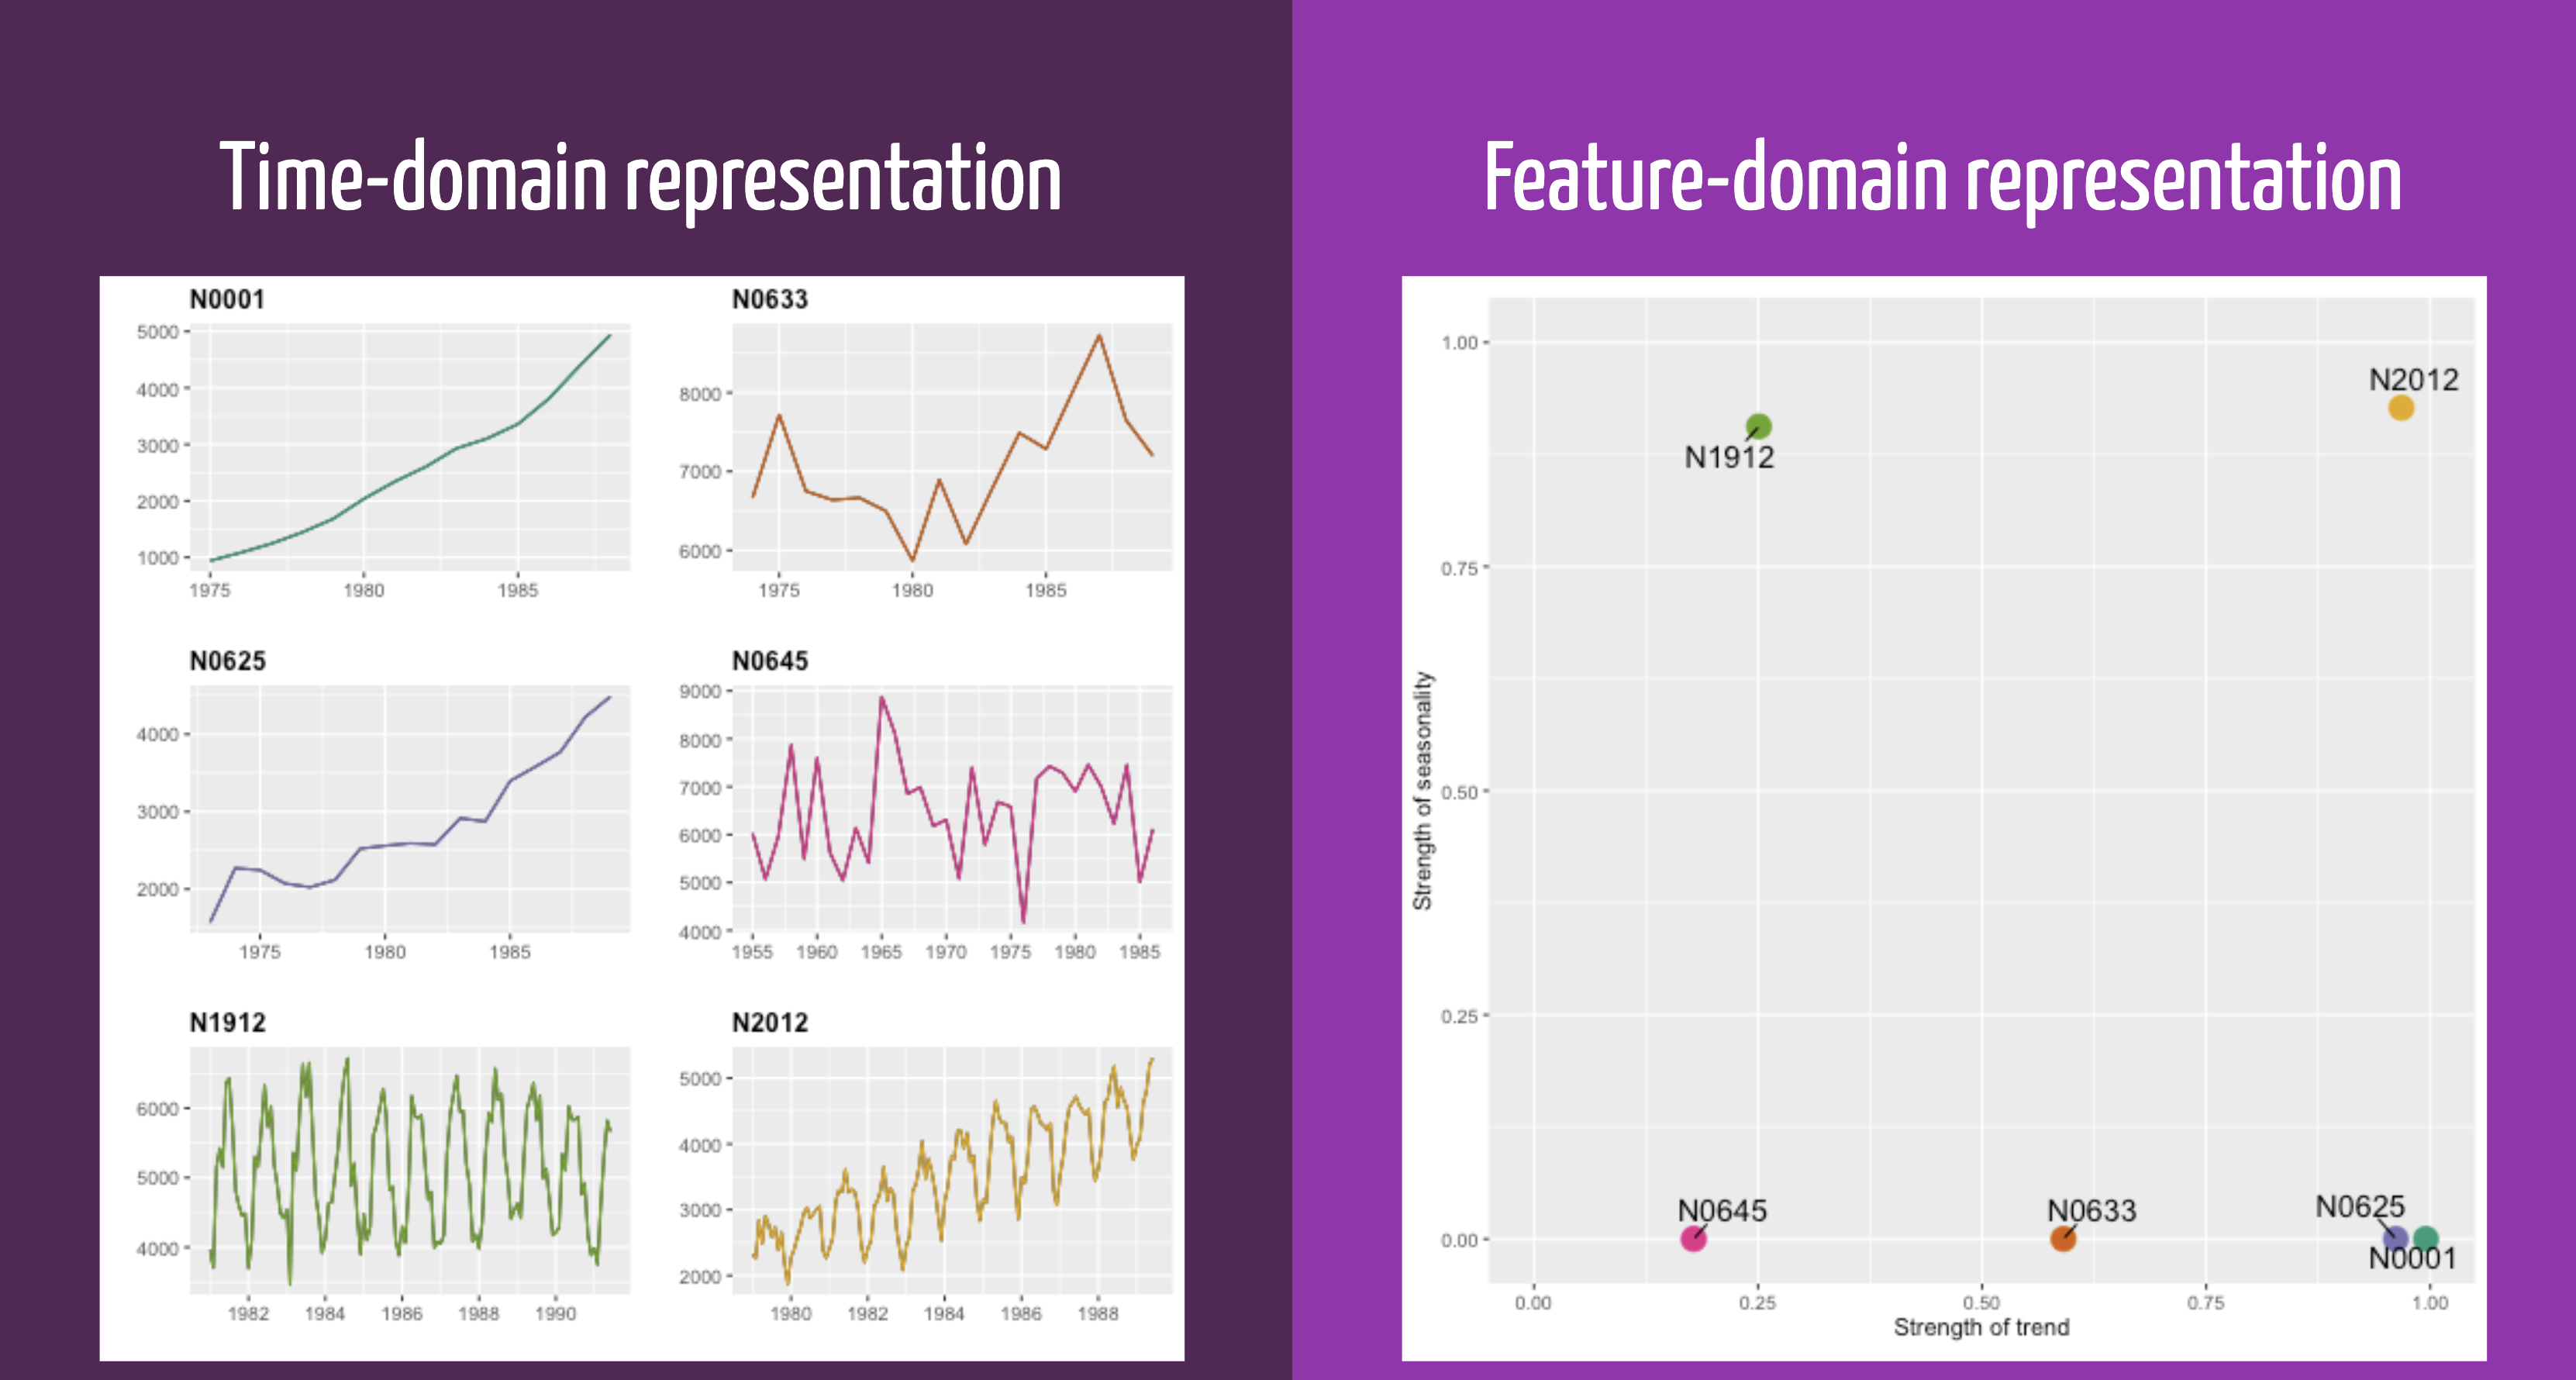 Time-domain representation
N0001
5000
4000
3000
2000
1000
1975 1980 1985
N0633
8000
7000
6000
1975 1980 1985
N0625
4000
3000
2000
1975 1980 1985
N0645
9000
8000
7000
6000
5000
4000
1955 1960 1965 1970 1975 1980 1985
N1912
6000
5000
4000
1982 1984 1986 1988 1990
N2012
5000
4000
3000
2000
1980 1982 1984 1986 1988
Feature-domain representation
Strength of seasonality
1.00
0.75
0.50
0.25
0.00
N2012
N1912
N0645
N0633
N0625
N0001
0.00 0.25 0.50 0.75 1.00
Strength of trend